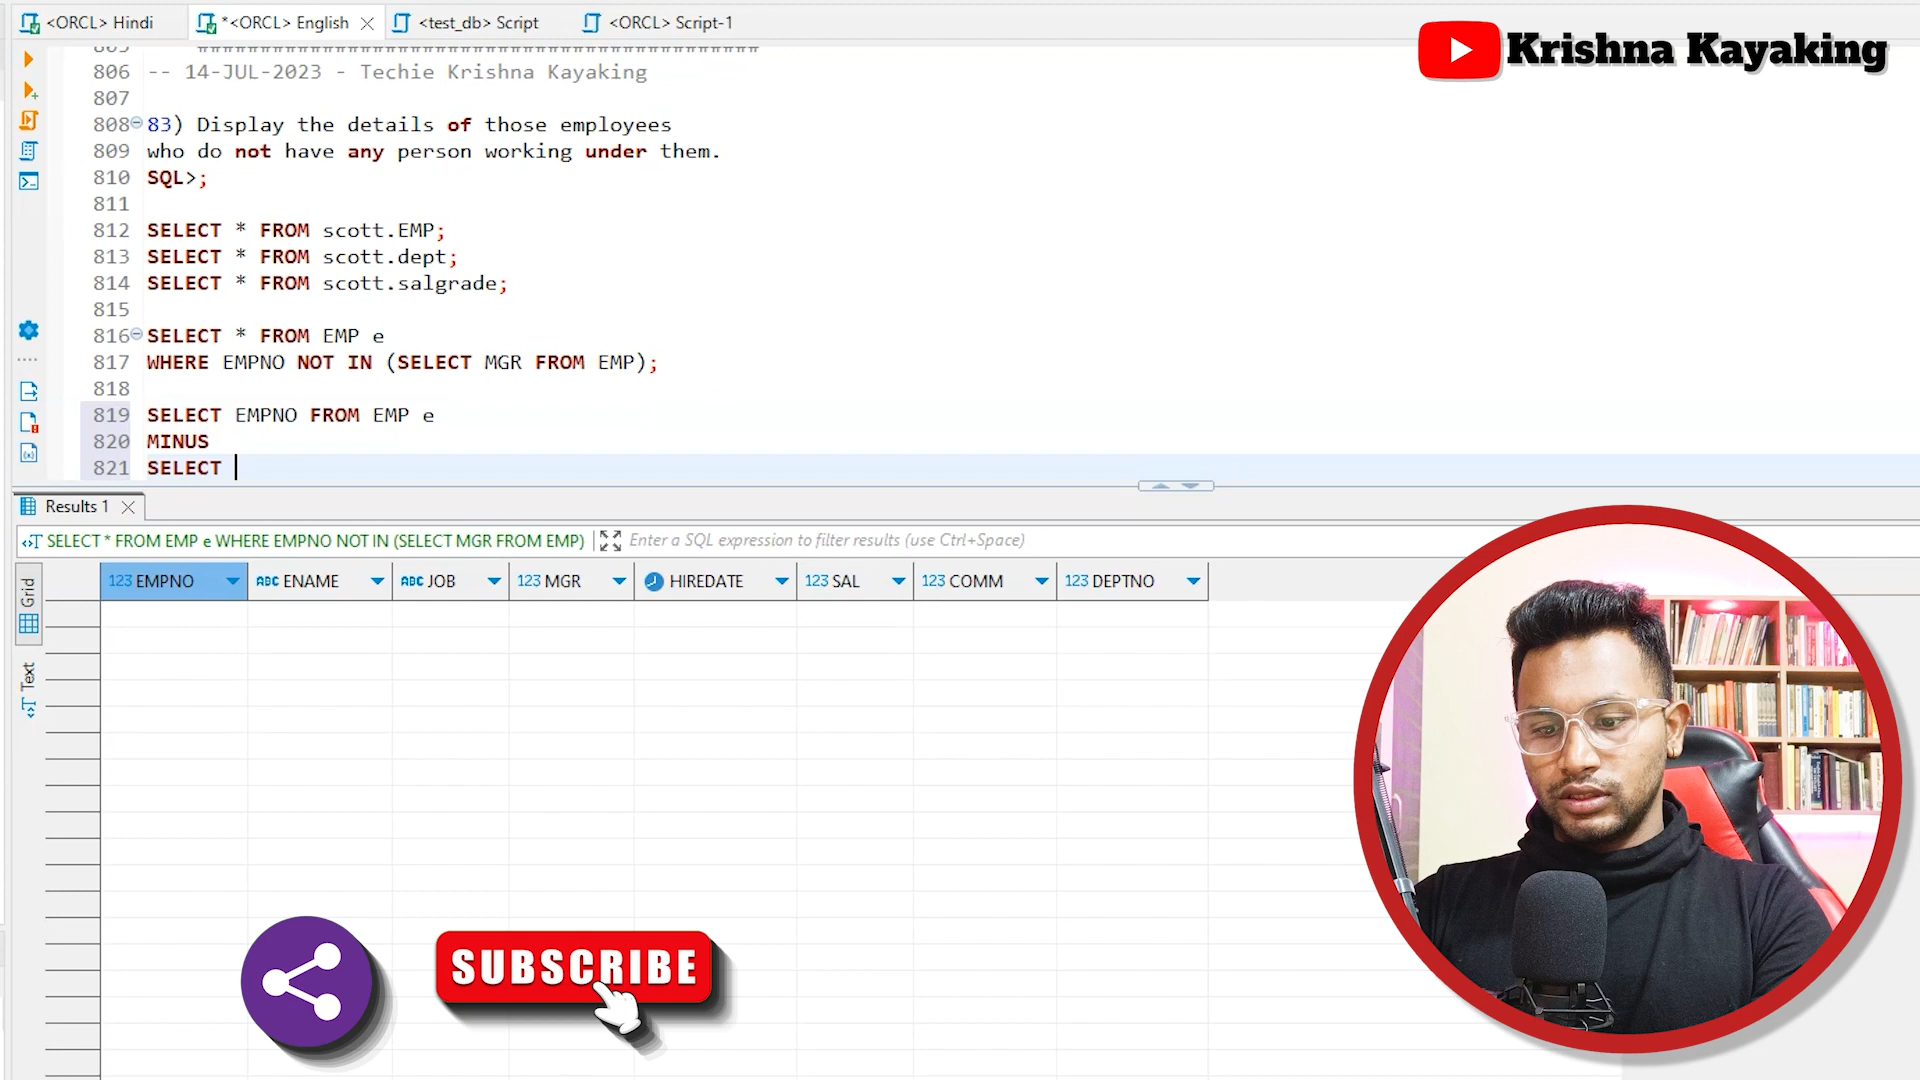 <ORCL> Hindi
*<ORCL> English
<test_db> Script
<ORCL> Script-1
Krishna Kayaking
805 #############################################
806 -- 14-JUL-2023 - Techie Krishna Kayaking
807
808 83) Display the details of those employees
809 who do not have any person working under them.
810 SQL>;
811
812 SELECT * FROM scott.EMP;
813 SELECT * FROM scott.dept;
814 SELECT * FROM scott.salgrade;
815
816 SELECT * FROM EMP e
817 WHERE EMPNO NOT IN (SELECT MGR FROM EMP);
818
819 SELECT EMPNO FROM EMP e
820 MINUS
821 SELECT
Results 1
SELECT * FROM EMP e WHERE EMPNO NOT IN (SELECT MGR FROM EMP)
Enter a SQL expression to filter results (use Ctrl+Space)
Grid
Text
123 EMPNO
ABC ENAME
ABC JOB
123 MGR
HIREDATE
123 SAL
123 COMM
123 DEPTNO
SUBSCRIBE